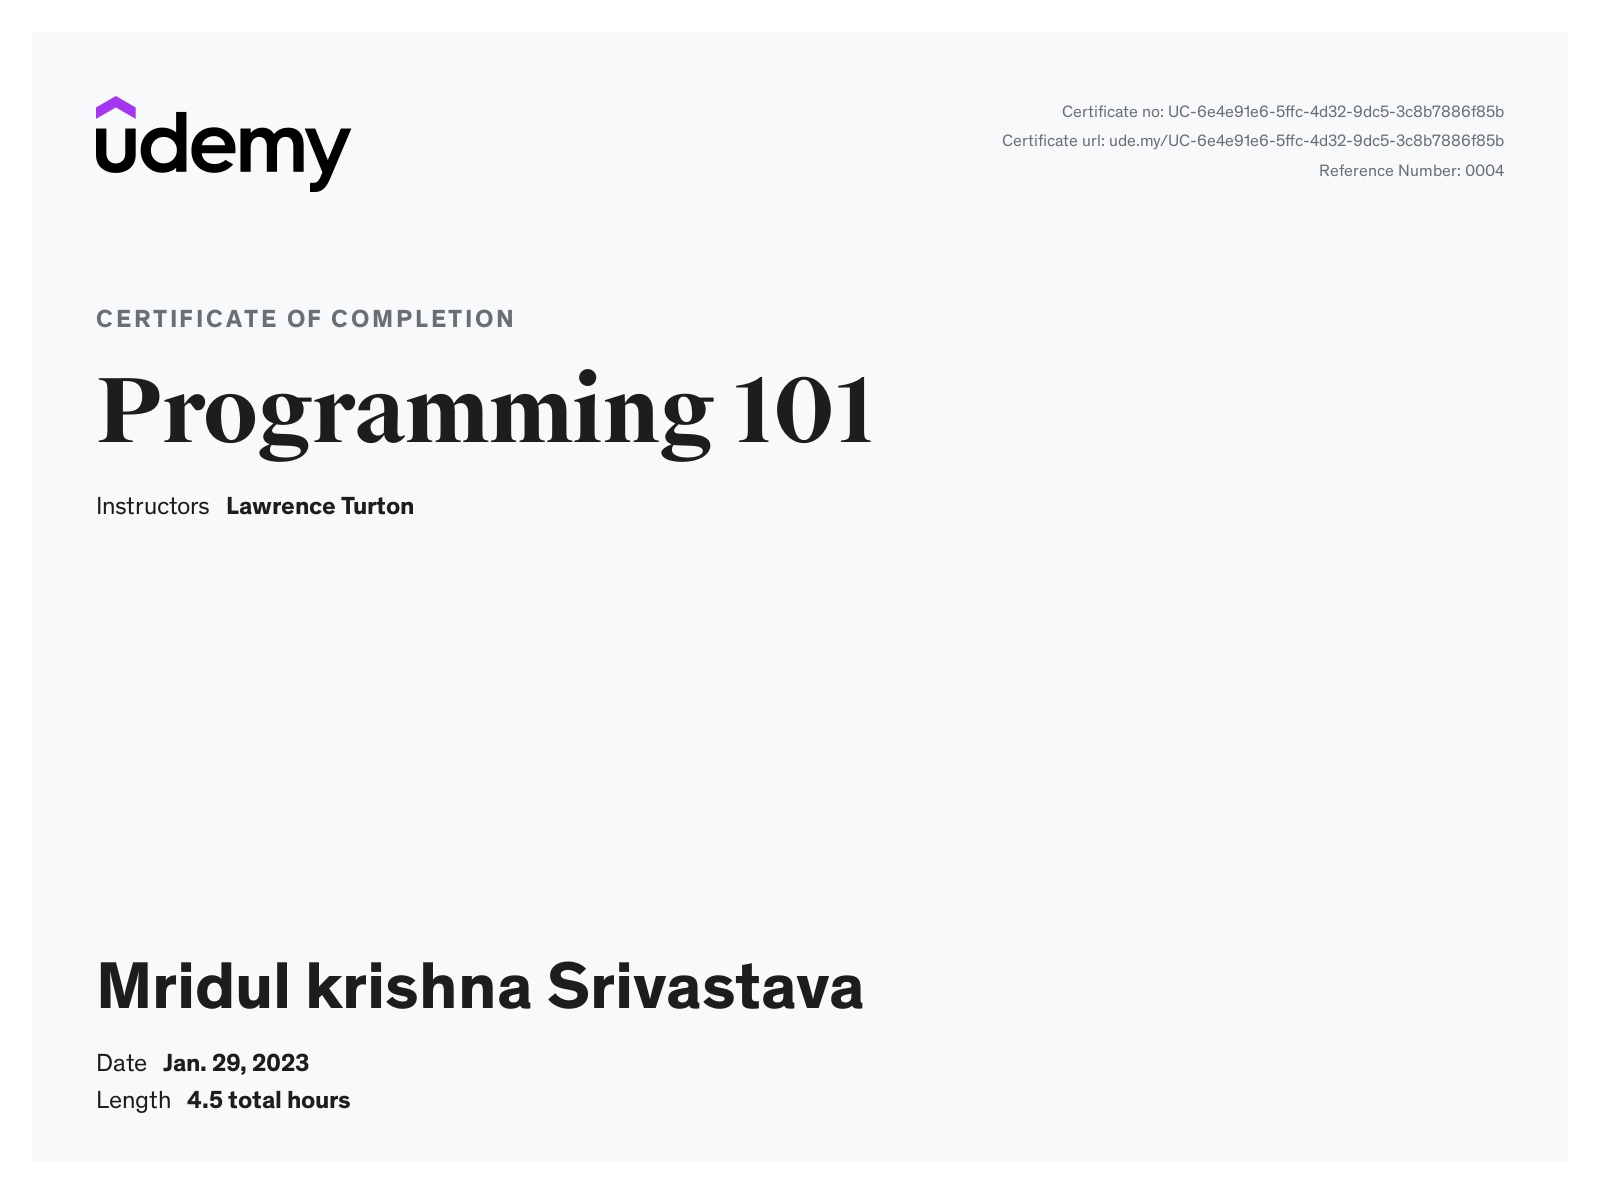 udemy
Certificate no: UC-6e4e91e6-5ffc-4d32-9dc5-3c8b7886f85b
Certificate url: ude.my/UC-6e4e91e6-5ffc-4d32-9dc5-3c8b7886f85b
Reference Number: 0004
CERTIFICATE OF COMPLETION
Programming 101
Instructors Lawrence Turton
Mridul krishna Srivastava
Date Jan. 29, 2023
Length 4.5 total hours